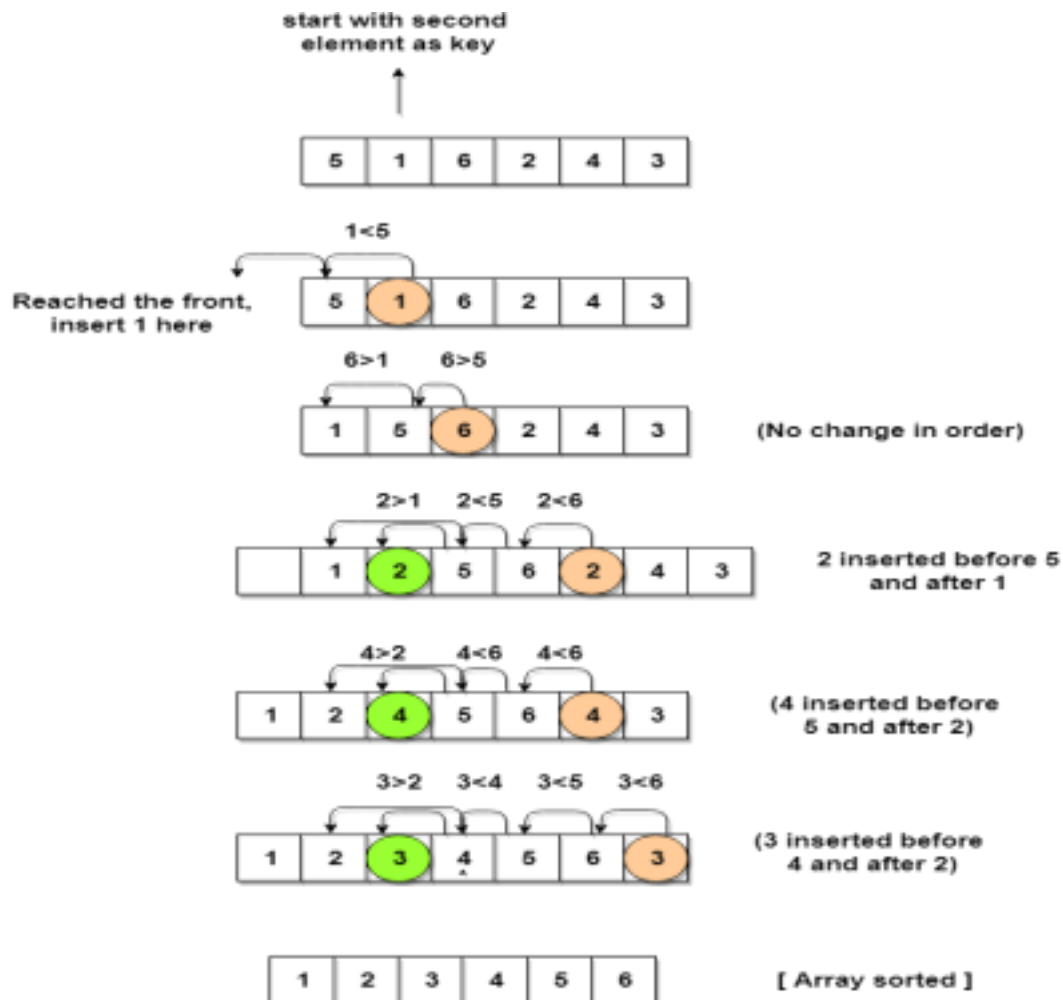 start with second
element as key
5 1 6 2 4 3
1<5
5 1 6 2 4 3
Reached the front,
insert 1 here
6>1 6>5
1 5 6 2 4 3
(No change in order)
2>1 2<5 2<6
1 2 5 6 2 4 3
2 inserted before 5
and after 1
4>2 4<6 4<6
1 2 4 5 6 4 3
(4 inserted before
5 and after 2)
3>2 3<4 3<5 3<6
1 2 3 4 5 6 3
(3 inserted before
4 and after 2)
1 2 3 4 5 6
[ Array sorted ]